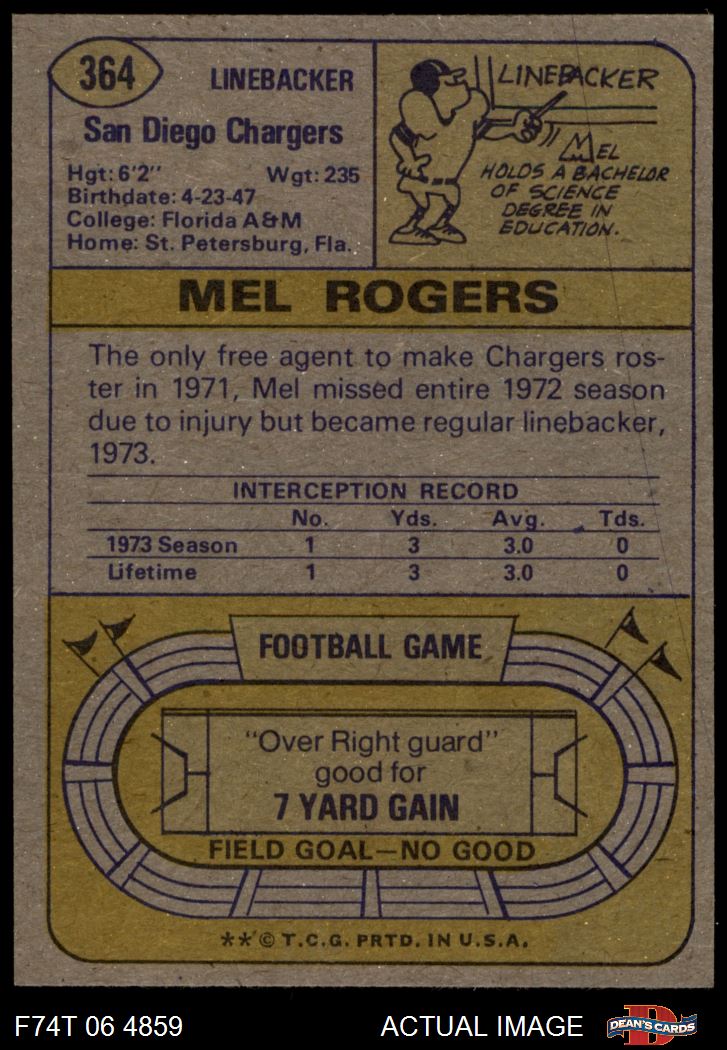 364
LINEBACKER
San Diego Chargers
Hgt: 6'2" Wgt: 235
Birthdate: 4-23-47
College: Florida A&M
Home: St. Petersburg, Fla.
LINEBACKER
MEL
HOLDS A BACHELOR
OF SCIENCE
DEGREE IN
EDUCATION.
MEL ROGERS
The only free agent to make Chargers ros-
ter in 1971, Mel missed entire 1972 season
due to injury but became regular linebacker,
1973.
INTERCEPTION RECORD
No. Yds. Avg. Tds.
1973 Season 1 3 3.0 0
Lifetime 1 3 3.0 0
FOOTBALL GAME
"Over Right guard"
good for
7 YARD GAIN
FIELD GOAL—NO GOOD
**© T.C.G. PRTD. IN U.S.A.
F74T 06 4859 ACTUAL IMAGE
D
DEAN'S CARDS